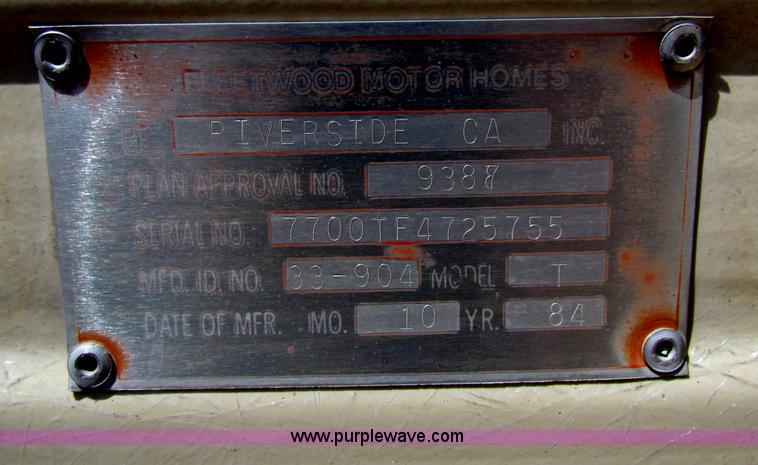 FLEETWOOD MOTOR HOMES
OF RIVERSIDE CA INC.
PLAN APPROVAL NO. 9387
SERIAL NO. 7700TF4725755
MFD. ID. NO. 33-904 MODEL T
DATE OF MFR. MO. 10 YR. 84
www.purplewave.com